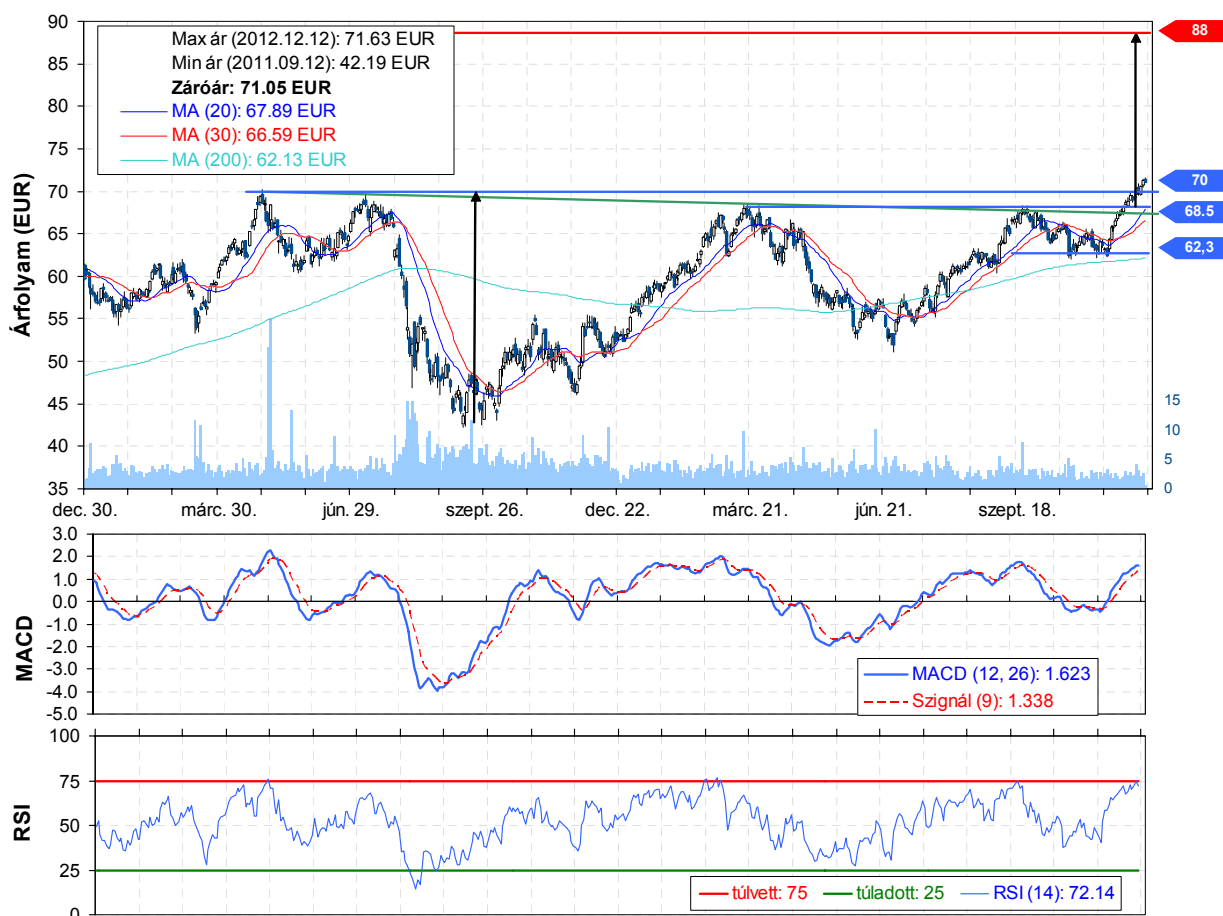 90
85
80
75
70
65
60
55
50
45
40
35
Árfolyam (EUR)
Max ár (2012.12.12): 71.63 EUR
Min ár (2011.09.12): 42.19 EUR
Záróár: 71.05 EUR
MA (20): 67.89 EUR
MA (30): 66.59 EUR
MA (200): 62.13 EUR
88
70
68.5
62,3
15
10
5
0
dec. 30. márc. 30. jún. 29. szept. 26. dec. 22. márc. 21. jún. 21. szept. 18.
3.0
2.0
1.0
0.0
-1.0
-2.0
-3.0
-4.0
-5.0
MACD
MACD (12, 26): 1.623
Szignál (9): 1.338
100
75
50
25
0
RSI
túlvett: 75 túladott: 25 RSI (14): 72.14